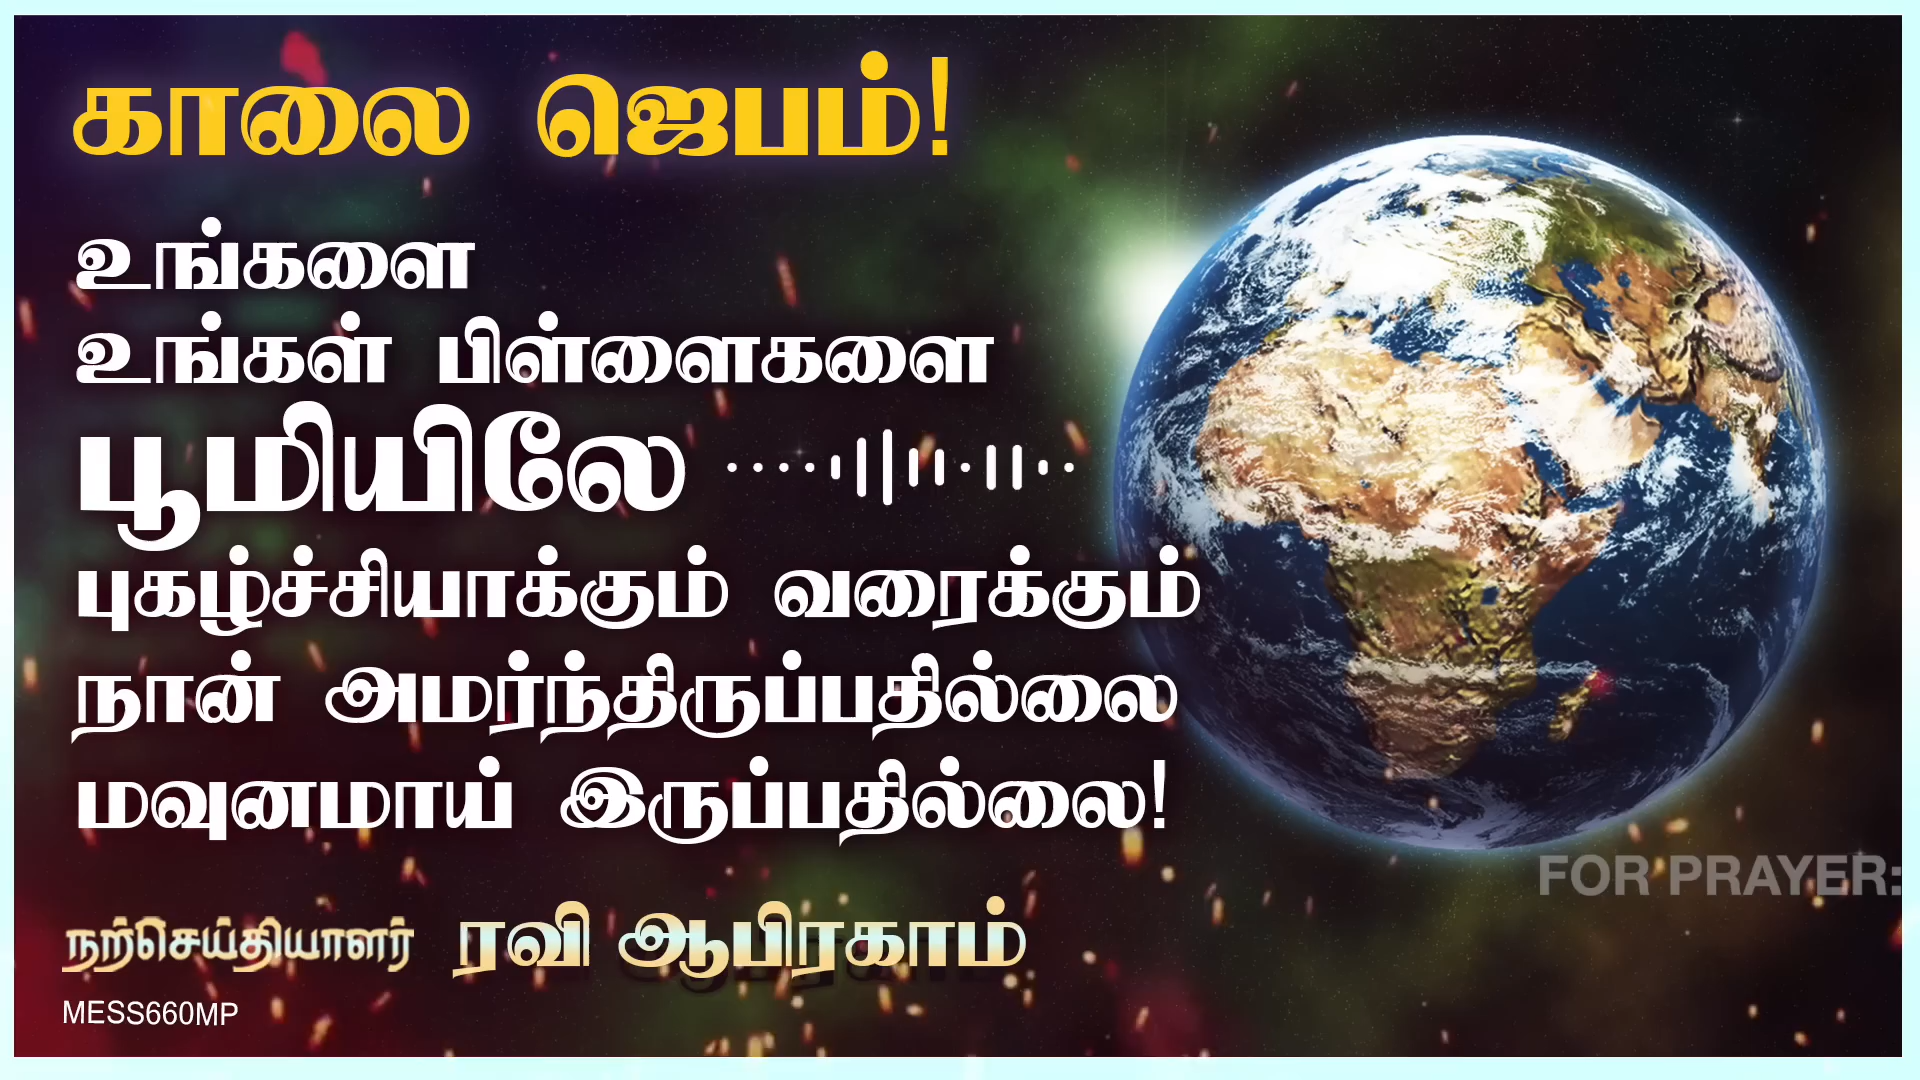 காலை ஜெபம்!
உங்களை
உங்கள் பிள்ளைகளை
பூமியிலே
புகழ்ச்சியாக்கும் வரைக்கும்
நான் அமர்ந்திருப்பதில்லை
மவுனமாய் இருப்பதில்லை!
FOR PRAYER:
நற்செய்தியாளர் ரவி ஆபிரகாம்
MESS660MP